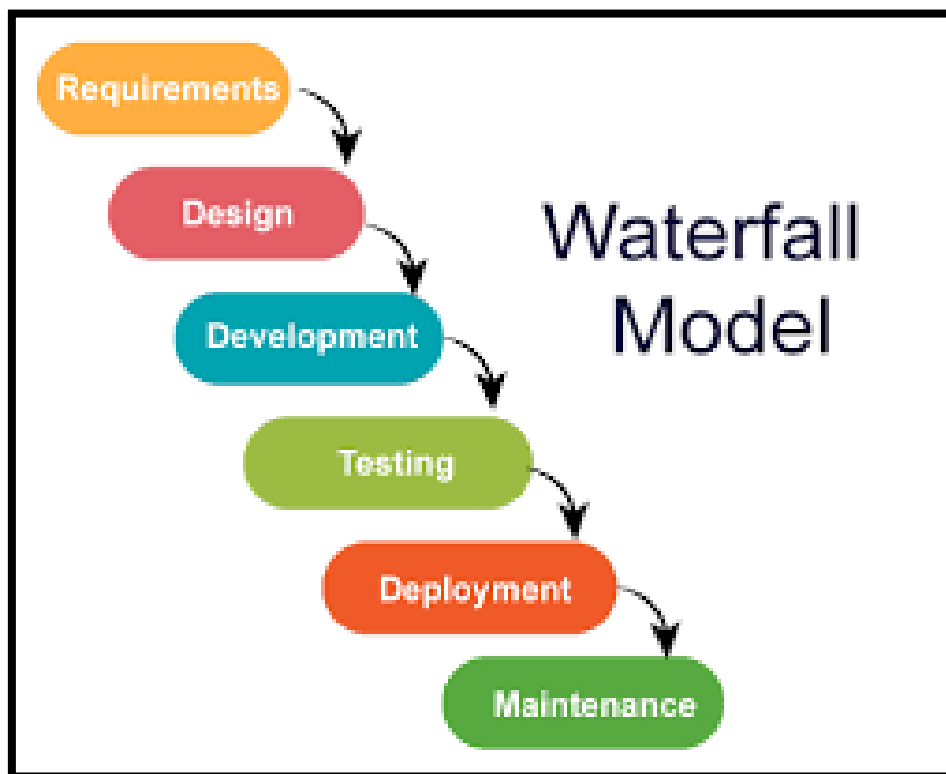 Requirements
Design
Waterfall
Model
Development
Testing
Deployment
Maintenance